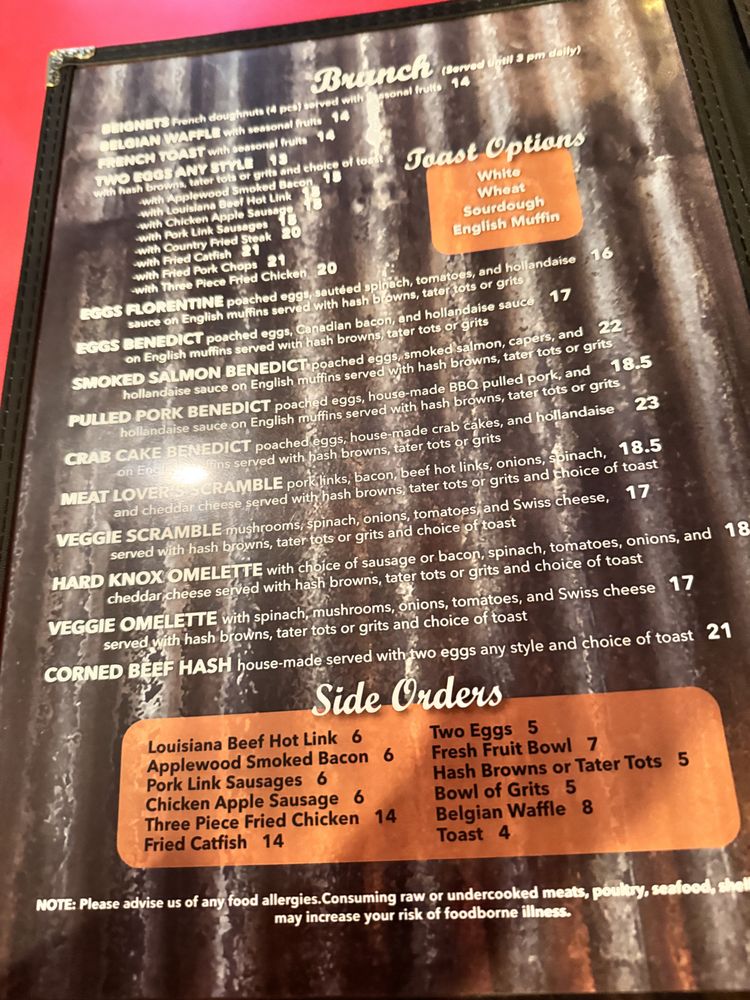 Brunch (Served until 3 pm daily)
BEIGNETS French doughnuts (4 pcs) served with seasonal fruits 14
BELGIAN WAFFLE with seasonal fruits 14
FRENCH TOAST with seasonal fruits 14
TWO EGGS ANY STYLE 13
with hash browns, tater tots or grits and choice of toast
-with Applewood Smoked Bacon 18
-with Louisiana Beef Hot Link 18
-with Chicken Apple Sausage 18
-with Pork Link Sausages 18
-with Country Fried Steak 20
-with Fried Catfish 21
-with Fried Pork Chops 21
-with Three Piece Fried Chicken 20
Toast Options
White
Wheat
Sourdough
English Muffin
EGGS FLORENTINE poached eggs, sautéed spinach, tomatoes, and hollandaise 16
sauce on English muffins served with hash browns, tater tots or grits
EGGS BENEDICT poached eggs, Canadian bacon, and hollandaise sauce 17
on English muffins served with hash browns, tater tots or grits
SMOKED SALMON BENEDICT poached eggs, smoked salmon, capers, and 22
hollandaise sauce on English muffins served with hash browns, tater tots or grits
PULLED PORK BENEDICT poached eggs, house-made BBQ pulled pork, and 18.5
hollandaise sauce on English muffins served with hash browns, tater tots or grits
CRAB CAKE BENEDICT poached eggs, house-made crab cakes, and hollandaise 23
on English muffins served with hash browns, tater tots or grits
MEAT LOVER'S SCRAMBLE pork links, bacon, beef hot links, onions, spinach, 18.5
and cheddar cheese served with hash browns, tater tots or grits and choice of toast
VEGGIE SCRAMBLE mushrooms, spinach, onions, tomatoes, and Swiss cheese, 17
served with hash browns, tater tots or grits and choice of toast
HARD KNOX OMELETTE with choice of sausage or bacon, spinach, tomatoes, onions, and 18
cheddar cheese served with hash browns, tater tots or grits and choice of toast
VEGGIE OMELETTE with spinach, mushrooms, onions, tomatoes, and Swiss cheese 17
served with hash browns, tater tots or grits and choice of toast
CORNED BEEF HASH house-made served with two eggs any style and choice of toast 21
Side Orders
Louisiana Beef Hot Link 6
Applewood Smoked Bacon 6
Pork Link Sausages 6
Chicken Apple Sausage 6
Three Piece Fried Chicken 14
Fried Catfish 14
Two Eggs 5
Fresh Fruit Bowl 7
Hash Browns or Tater Tots 5
Bowl of Grits 5
Belgian Waffle 8
Toast 4
NOTE: Please advise us of any food allergies.Consuming raw or undercooked meats, poultry, seafood, shell
may increase your risk of foodborne illness.